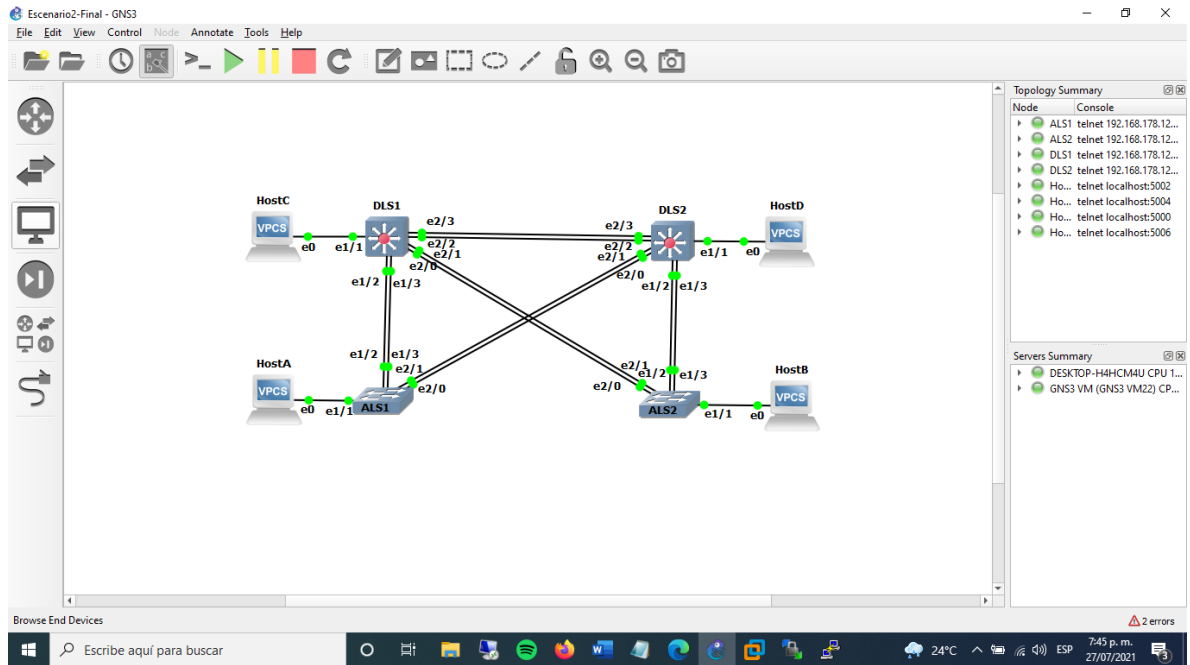 Escenario2-Final - GNS3
File Edit View Control Node Annotate Tools Help
Topology Summary
Node Console
ALS1 telnet 192.168.178.12...
ALS2 telnet 192.168.178.12...
DLS1 telnet 192.168.178.12...
DLS2 telnet 192.168.178.12...
Ho... telnet localhost:5002
Ho... telnet localhost:5004
Ho... telnet localhost:5000
Ho... telnet localhost:5006
HostC
DLS1
DLS2
HostD
VPCS
e0
e1/1
e2/3
e2/2
e2/1
e2/0
e2/3
e2/2
e2/1
e2/0
e1/1
e0
VPCS
e1/2
e1/3
e1/2
e1/3
HostA
e1/2
e1/3
e2/1
e2/0
VPCS
e0
e1/1
ALS1
e2/1
e1/2
e1/3
e2/0
HostB
VPCS
ALS2
e1/1
e0
Servers Summary
DESKTOP-H4HCM4U CPU 1...
GNS3 VM (GNS3 VM22) CP...
Browse End Devices
2 errors
Escribe aquí para buscar
24°C
ESP
7:45 p. m.
27/07/2021
3